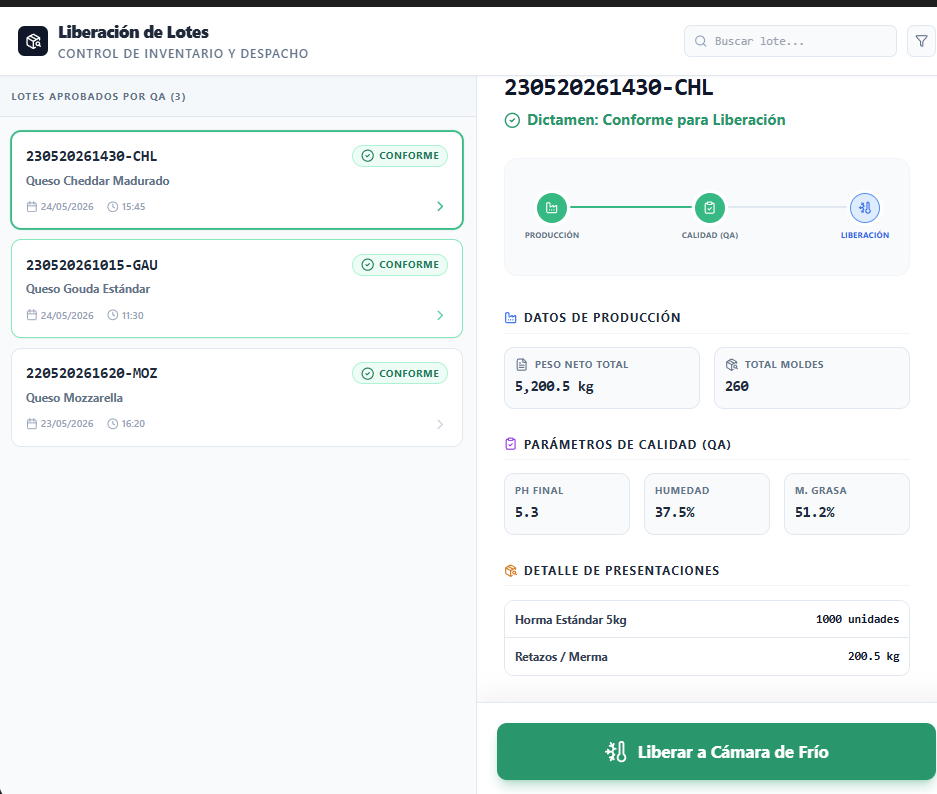 Liberación de Lotes
CONTROL DE INVENTARIO Y DESPACHO
Buscar lote...
LOTES APROBADOS POR QA (3)
230520261430-CHL
CONFORME
Queso Cheddar Madurado
24/05/2026 15:45
230520261015-GAU
CONFORME
Queso Gouda Estándar
24/05/2026 11:30
220520261620-MOZ
CONFORME
Queso Mozzarella
23/05/2026 16:20
230520261430-CHL
Dictamen: Conforme para Liberación
PRODUCCIÓN
CALIDAD (QA)
LIBERACIÓN
DATOS DE PRODUCCIÓN
PESO NETO TOTAL
5,200.5 kg
TOTAL MOLDES
260
PARÁMETROS DE CALIDAD (QA)
PH FINAL
5.3
HUMEDAD
37.5%
M. GRASA
51.2%
DETALLE DE PRESENTACIONES
Horma Estándar 5kg 1000 unidades
Retazos / Merma 200.5 kg
Liberar a Cámara de Frío